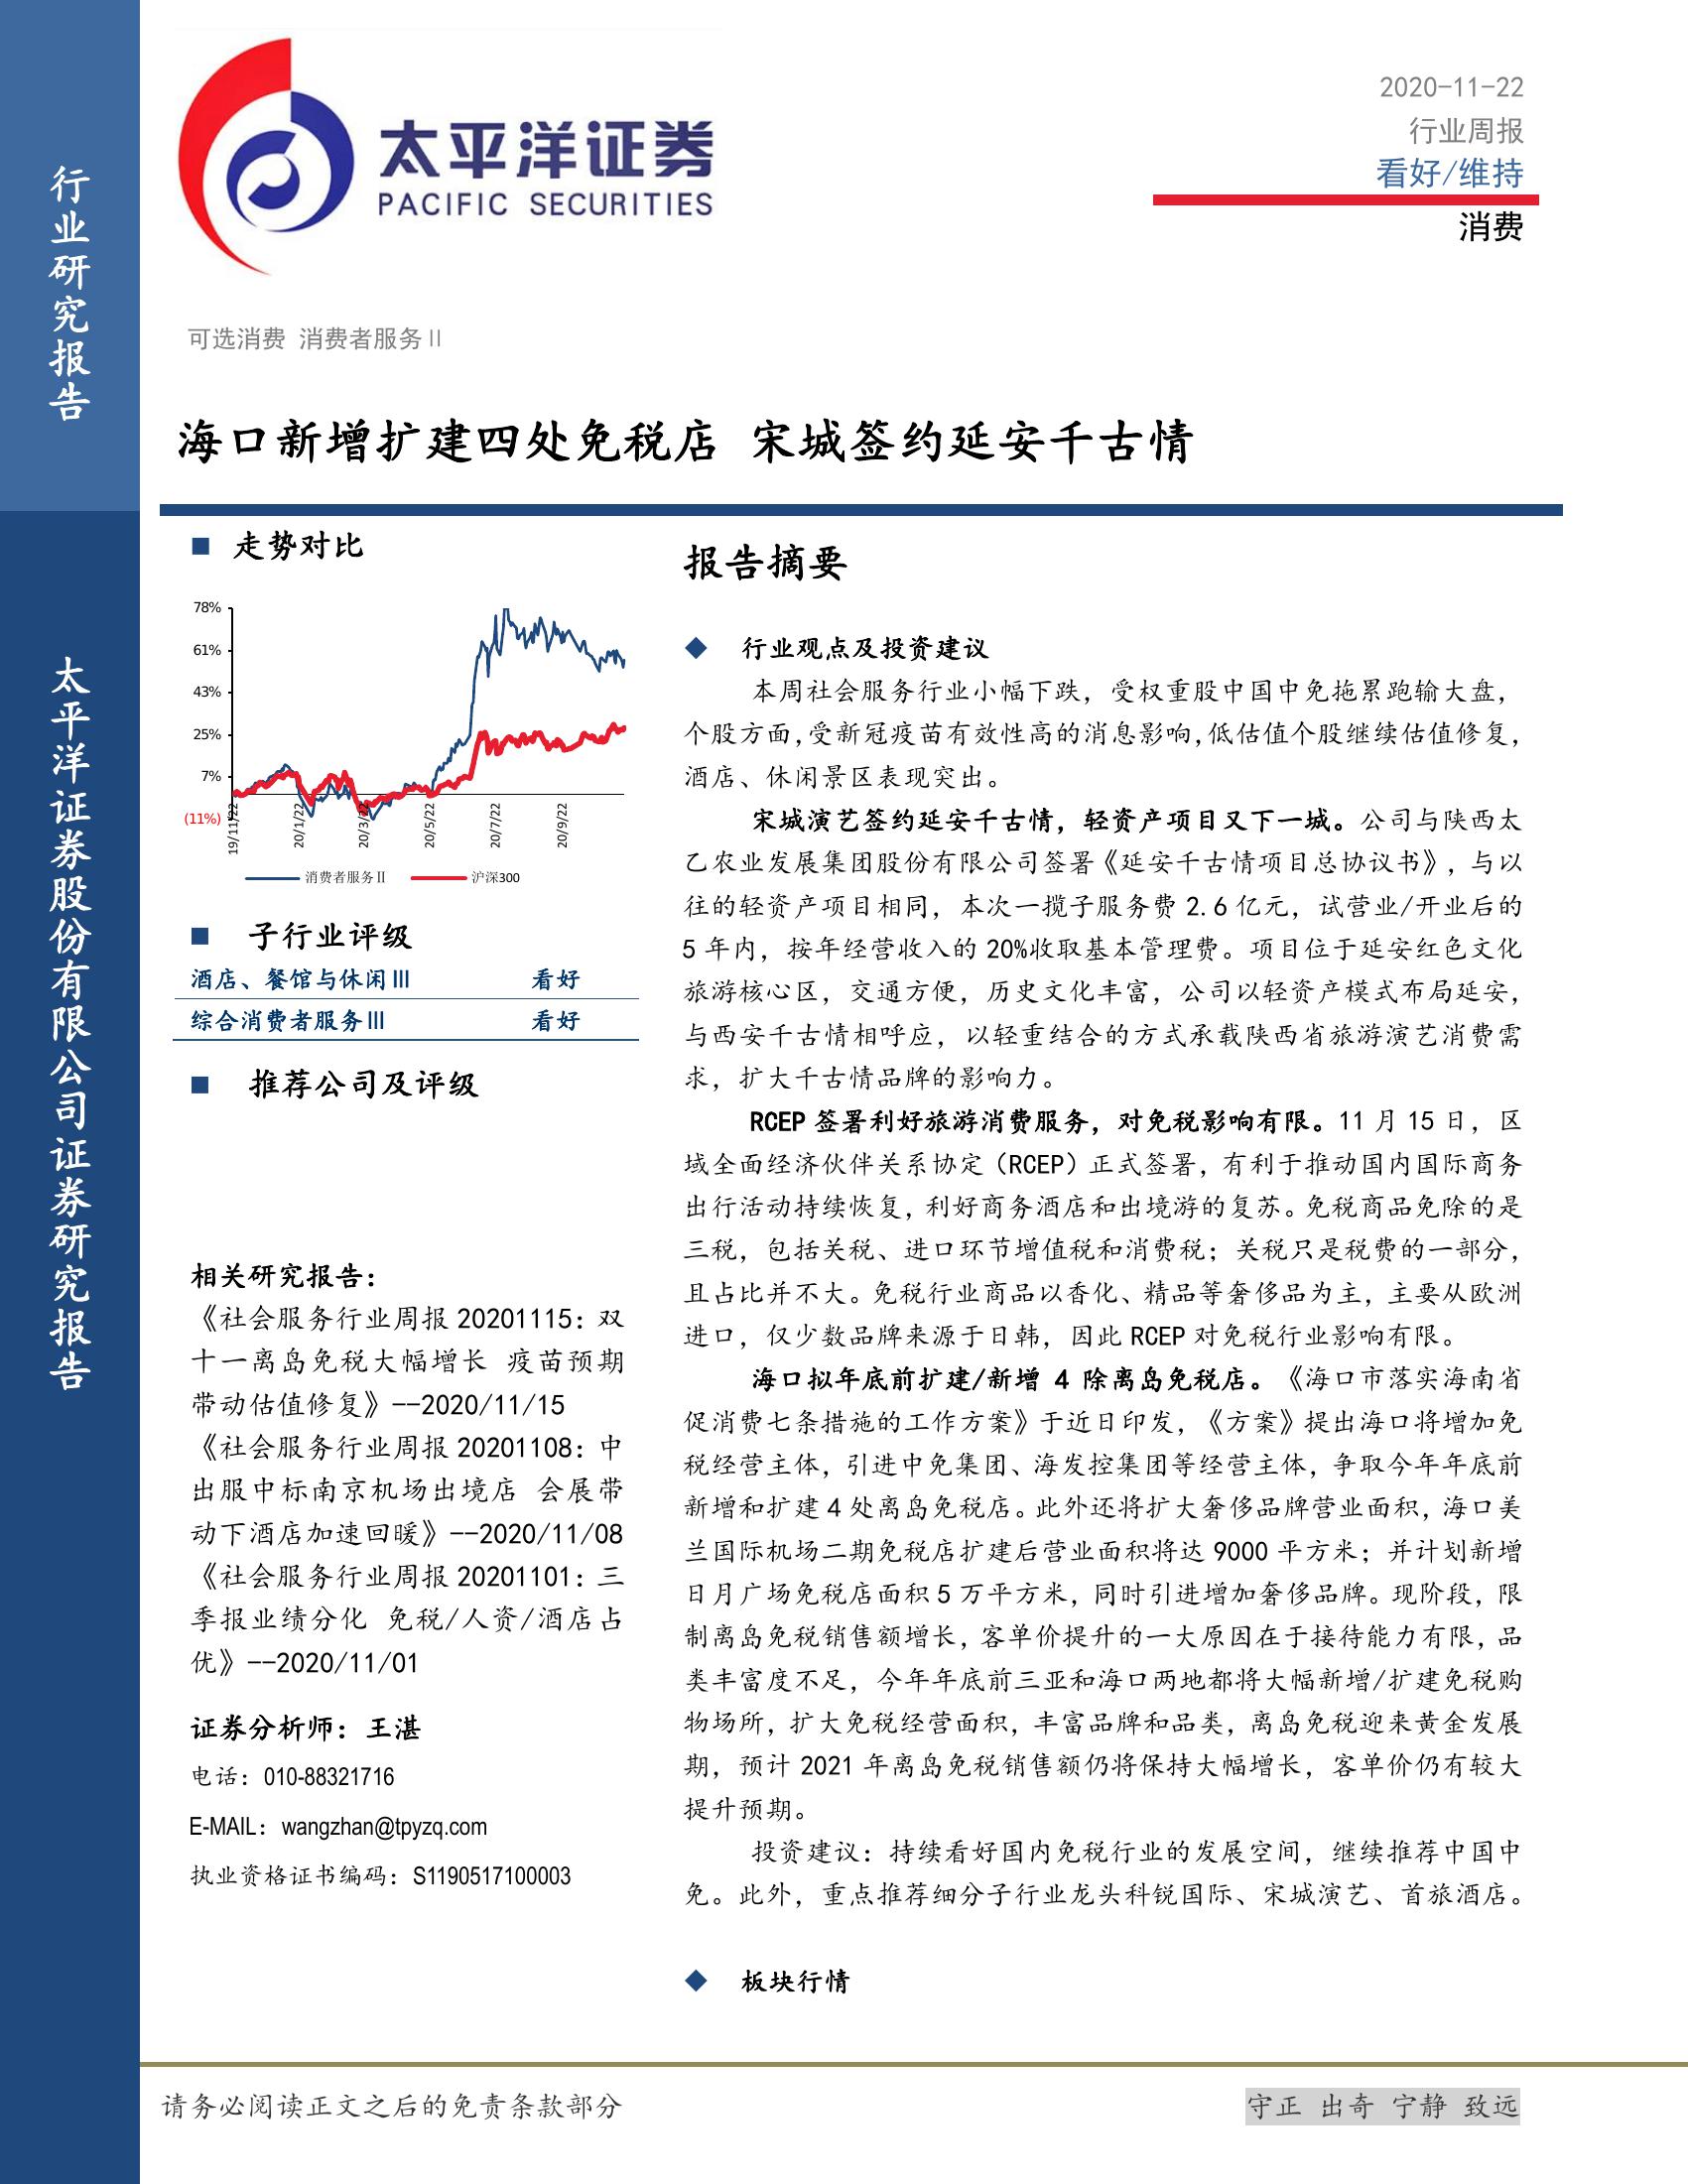 行业研究报告
太平洋证券股份有限公司证券研究报告
太平洋证券
PACIFIC SECURITIES
2020-11-22
行业周报
看好/维持
消费
可选消费 消费者服务Ⅱ
海口新增扩建四处免税店 宋城签约延安千古情
■ 走势对比
78%
61%
43%
25%
7%
(11%)
19/11/22
20/1/22
20/3/22
20/5/22
20/7/22
20/9/22
消费者服务Ⅱ 沪深300
■ 子行业评级
酒店、餐馆与休闲Ⅲ 看好
综合消费者服务Ⅲ 看好
■ 推荐公司及评级
相关研究报告：
《社会服务行业周报 20201115：双
十一离岛免税大幅增长 疫苗预期
带动估值修复》--2020/11/15
《社会服务行业周报 20201108：中
出服中标南京机场出境店 会展带
动下酒店加速回暖》--2020/11/08
《社会服务行业周报 20201101：三
季报业绩分化 免税/人资/酒店占
优》--2020/11/01
证券分析师：王湛
电话：010-88321716
E-MAIL：wangzhan@tpyzq.com
执业资格证书编码：S1190517100003
报告摘要
◆ 行业观点及投资建议
本周社会服务行业小幅下跌，受权重股中国中免拖累跑输大盘，
个股方面,受新冠疫苗有效性高的消息影响,低估值个股继续估值修复，
酒店、休闲景区表现突出。
宋城演艺签约延安千古情，轻资产项目又下一城。公司与陕西太
乙农业发展集团股份有限公司签署《延安千古情项目总协议书》，与以
往的轻资产项目相同，本次一揽子服务费 2.6 亿元，试营业/开业后的
5 年内，按年经营收入的 20%收取基本管理费。项目位于延安红色文化
旅游核心区，交通方便，历史文化丰富，公司以轻资产模式布局延安，
与西安千古情相呼应，以轻重结合的方式承载陕西省旅游演艺消费需
求，扩大千古情品牌的影响力。
RCEP 签署利好旅游消费服务，对免税影响有限。11 月 15 日，区
域全面经济伙伴关系协定（RCEP）正式签署，有利于推动国内国际商务
出行活动持续恢复，利好商务酒店和出境游的复苏。免税商品免除的是
三税，包括关税、进口环节增值税和消费税；关税只是税费的一部分，
且占比并不大。免税行业商品以香化、精品等奢侈品为主，主要从欧洲
进口，仅少数品牌来源于日韩，因此 RCEP 对免税行业影响有限。
海口拟年底前扩建/新增 4 除离岛免税店。《海口市落实海南省
促消费七条措施的工作方案》于近日印发，《方案》提出海口将增加免
税经营主体，引进中免集团、海发控集团等经营主体，争取今年年底前
新增和扩建 4 处离岛免税店。此外还将扩大奢侈品牌营业面积，海口美
兰国际机场二期免税店扩建后营业面积将达 9000 平方米；并计划新增
日月广场免税店面积 5 万平方米，同时引进增加奢侈品牌。现阶段，限
制离岛免税销售额增长，客单价提升的一大原因在于接待能力有限，品
类丰富度不足，今年年底前三亚和海口两地都将大幅新增/扩建免税购
物场所，扩大免税经营面积，丰富品牌和品类，离岛免税迎来黄金发展
期，预计 2021 年离岛免税销售额仍将保持大幅增长，客单价仍有较大
提升预期。
投资建议：持续看好国内免税行业的发展空间，继续推荐中国中
免。此外，重点推荐细分子行业龙头科锐国际、宋城演艺、首旅酒店。
◆ 板块行情
请务必阅读正文之后的免责条款部分
守正 出奇 宁静 致远